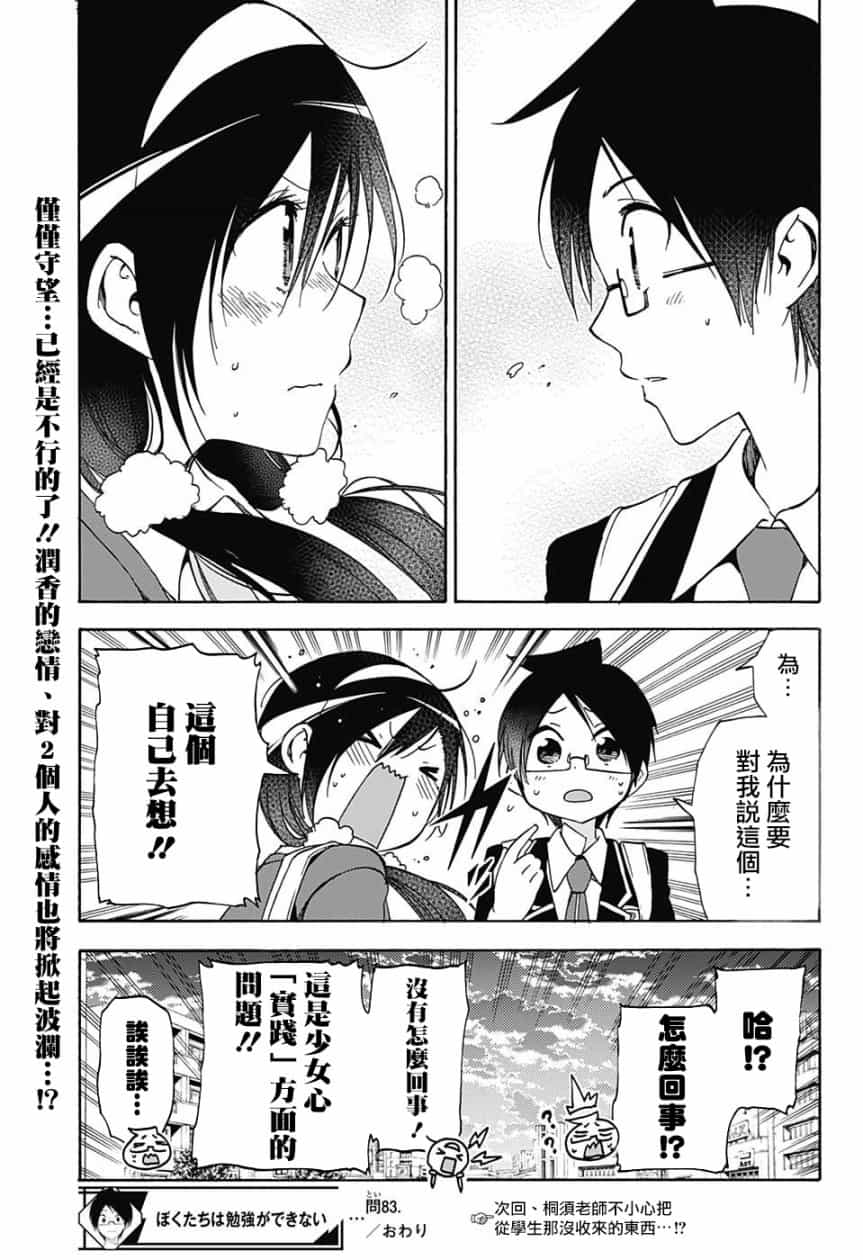 為…
為什麼要
對我説這個…
這個
自己去想!!
哈!?
怎麼回事!?
沒有怎麼回事!
這是少女心
「實踐」方面的
問題!!
誒誒誒…
???
僅僅守望…已經是不行的了!!潤香的戀情、對2個人的感情也將掀起波瀾…!?
ぼくたちは勉強ができない
…
とい
問83.
／おわり
☞次回、桐須老師不小心把
從學生那沒收來的東西…!?